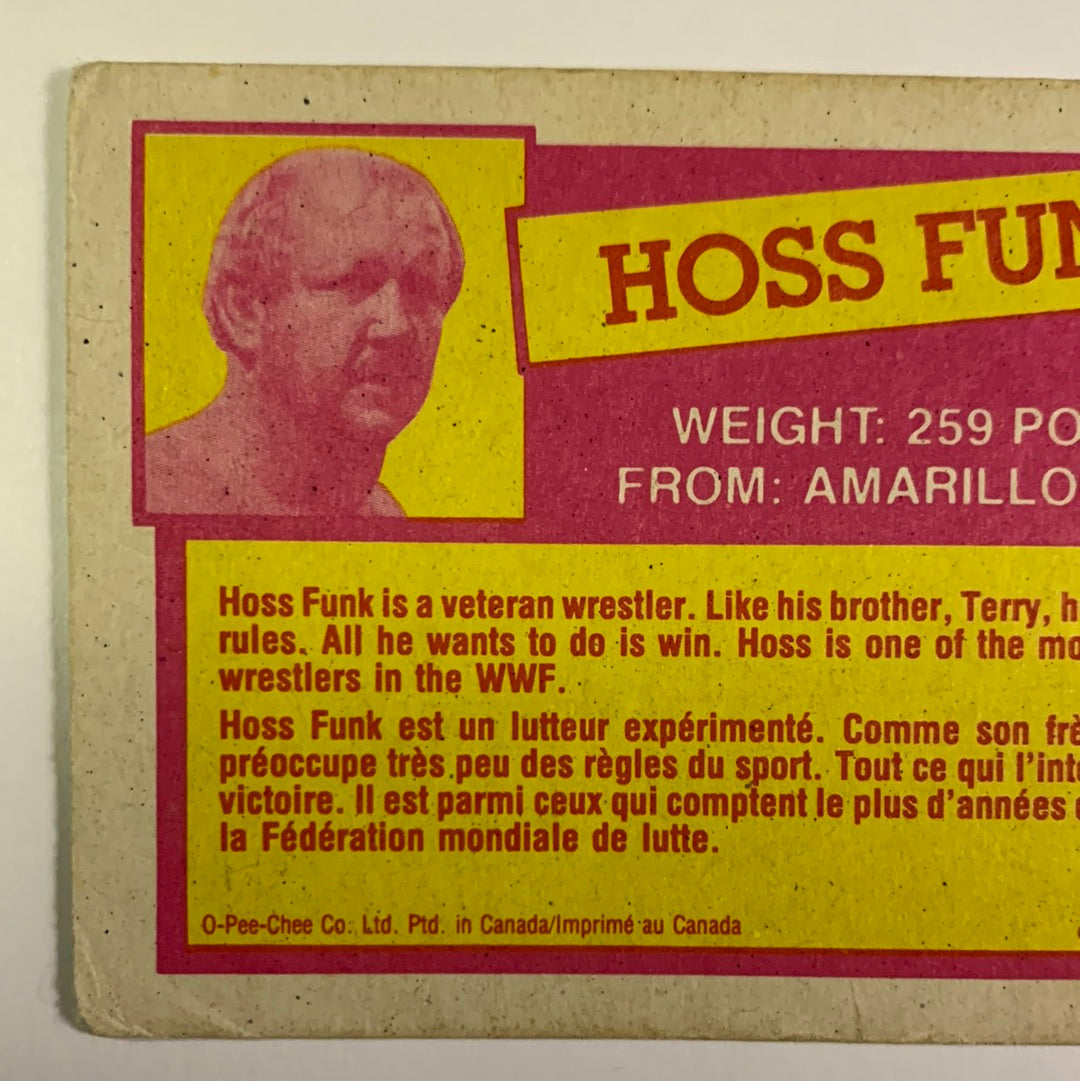 HOSS FUN
WEIGHT: 259 PO
FROM: AMARILLO
Hoss Funk is a veteran wrestler. Like his brother, Terry, h
rules. All he wants to do is win. Hoss is one of the mo
wrestlers in the WWF.
Hoss Funk est un lutteur expérimenté. Comme son frè
préoccupe très peu des règles du sport. Tout ce qui l'inte
victoire. Il est parmi ceux qui comptent le plus d'années
la Fédération mondiale de lutte.
O-Pee-Chee Co. Ltd. Ptd. in Canada/Imprimé au Canada